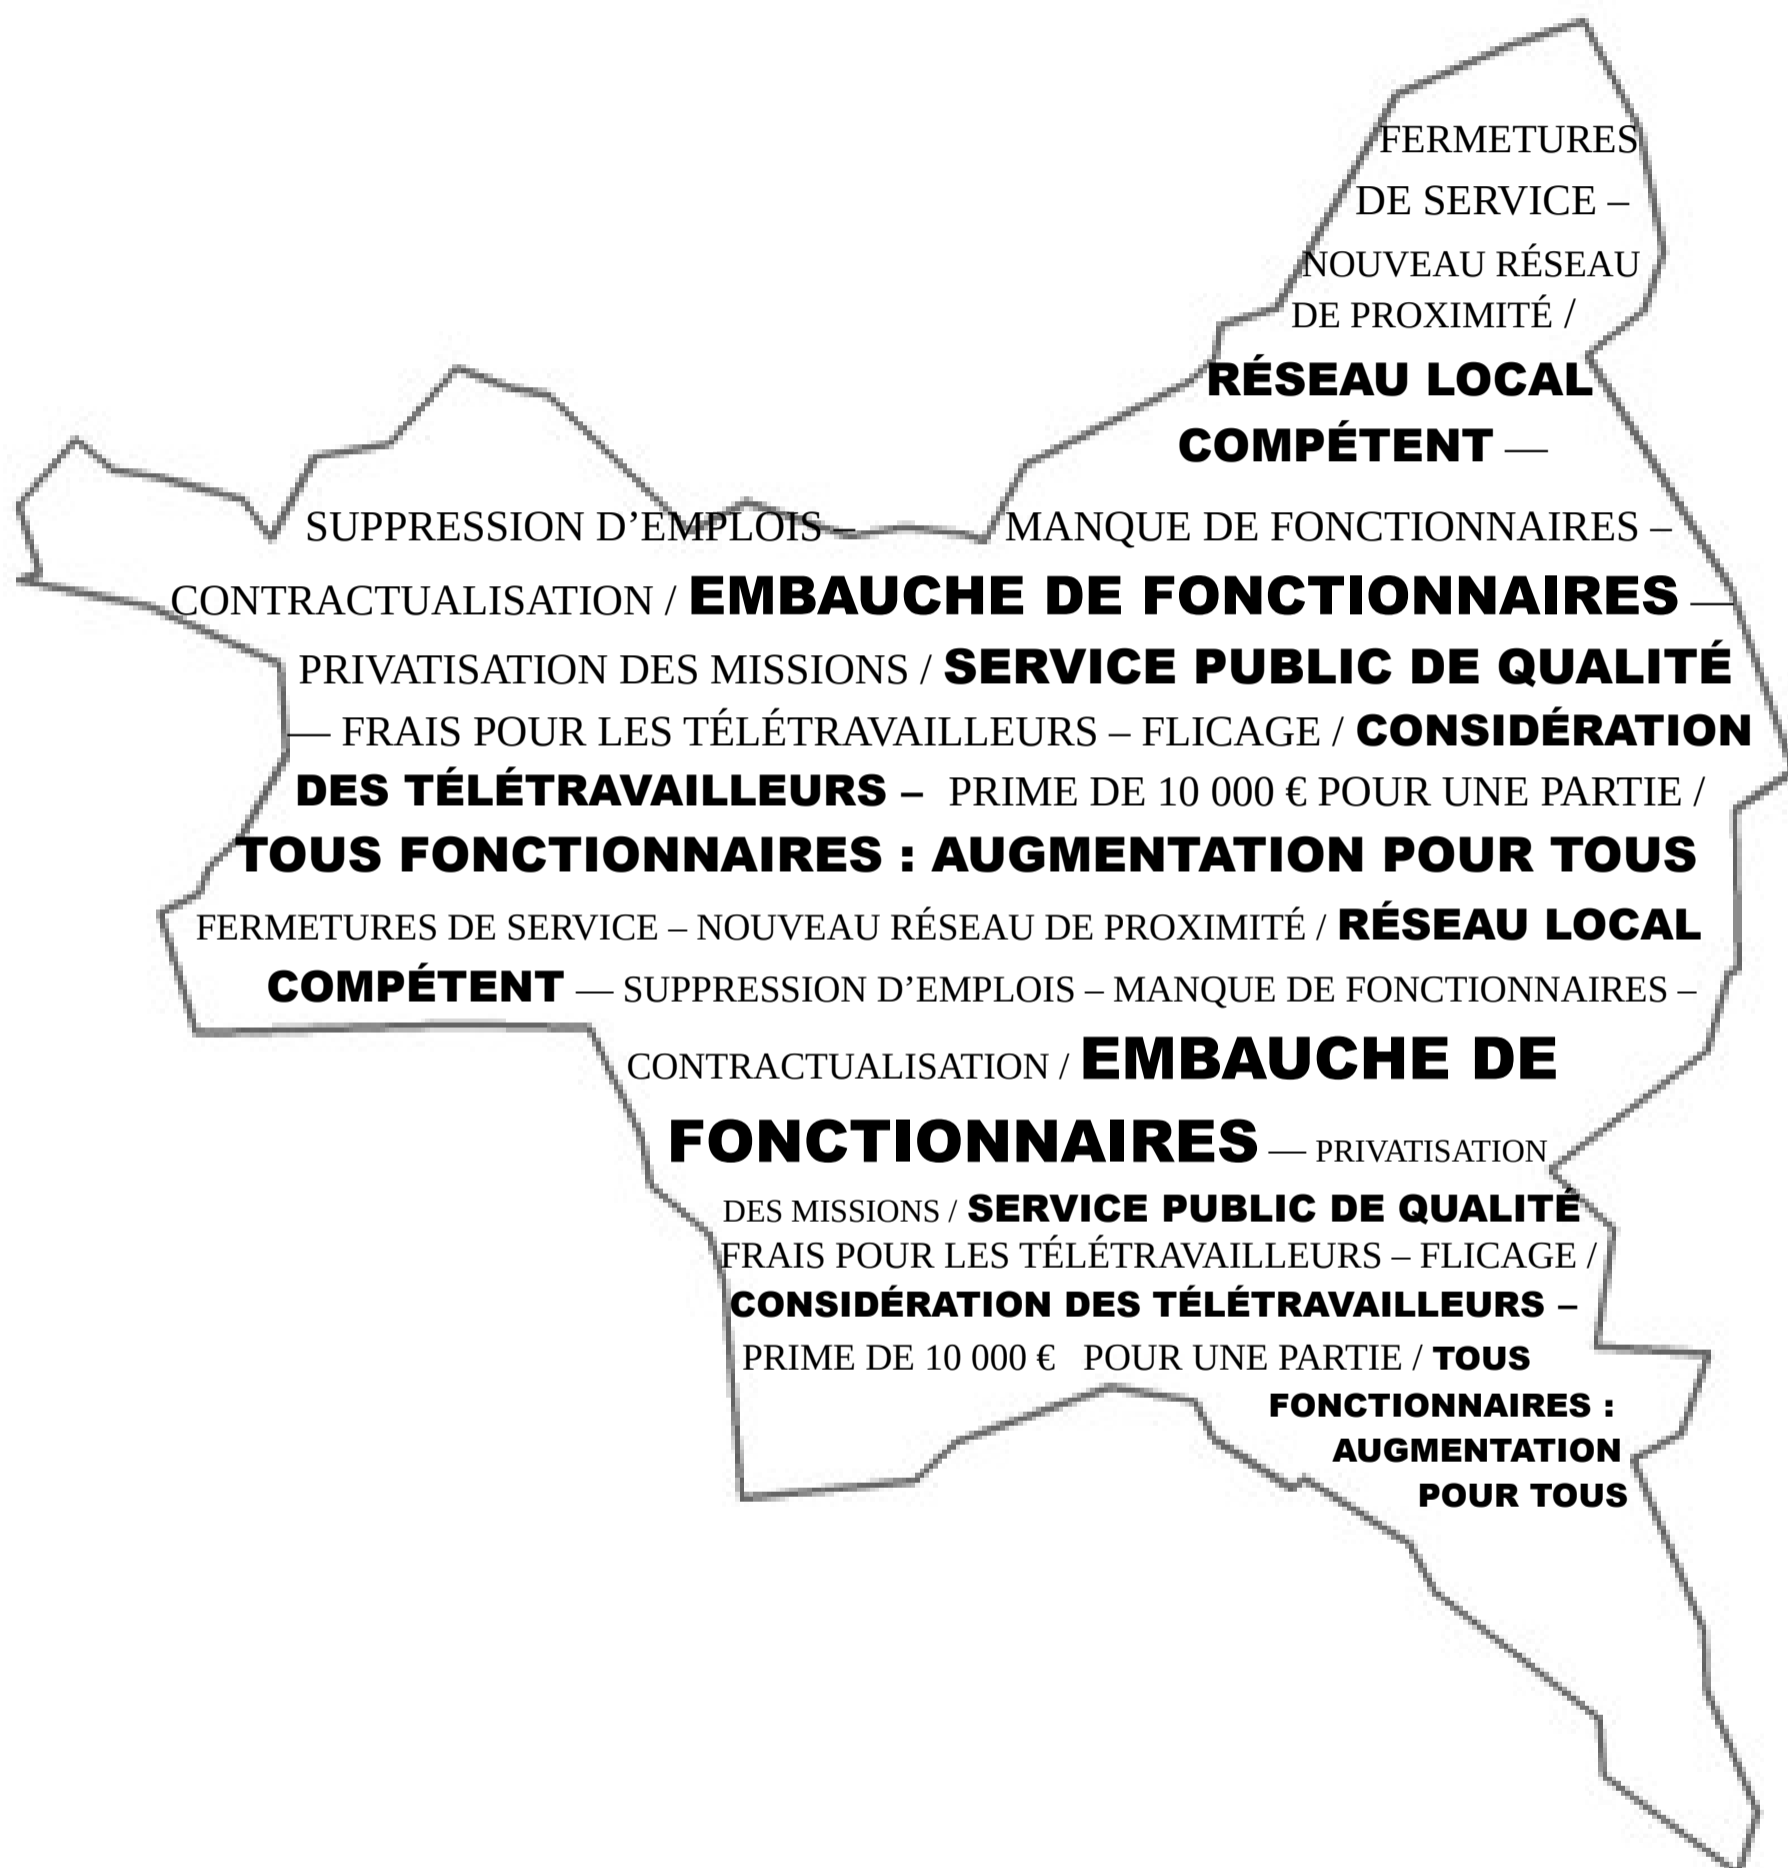 FERMETURES
DE SERVICE –
NOUVEAU RÉSEAU
DE PROXIMITÉ /
RÉSEAU LOCAL
COMPÉTENT —
SUPPRESSION D’EMPLOIS – MANQUE DE FONCTIONNAIRES –
CONTRACTUALISATION / EMBAUCHE DE FONCTIONNAIRES —
PRIVATISATION DES MISSIONS / SERVICE PUBLIC DE QUALITÉ
— FRAIS POUR LES TÉLÉTRAVAILLEURS – FLICAGE / CONSIDÉRATION
DES TÉLÉTRAVAILLEURS – PRIME DE 10 000 € POUR UNE PARTIE /
TOUS FONCTIONNAIRES : AUGMENTATION POUR TOUS
FERMETURES DE SERVICE – NOUVEAU RÉSEAU DE PROXIMITÉ / RÉSEAU LOCAL
COMPÉTENT — SUPPRESSION D’EMPLOIS – MANQUE DE FONCTIONNAIRES –
CONTRACTUALISATION / EMBAUCHE DE
FONCTIONNAIRES — PRIVATISATION
DES MISSIONS / SERVICE PUBLIC DE QUALITÉ
FRAIS POUR LES TÉLÉTRAVAILLEURS – FLICAGE /
CONSIDÉRATION DES TÉLÉTRAVAILLEURS –
PRIME DE 10 000 € POUR UNE PARTIE / TOUS
FONCTIONNAIRES :
AUGMENTATION
POUR TOUS